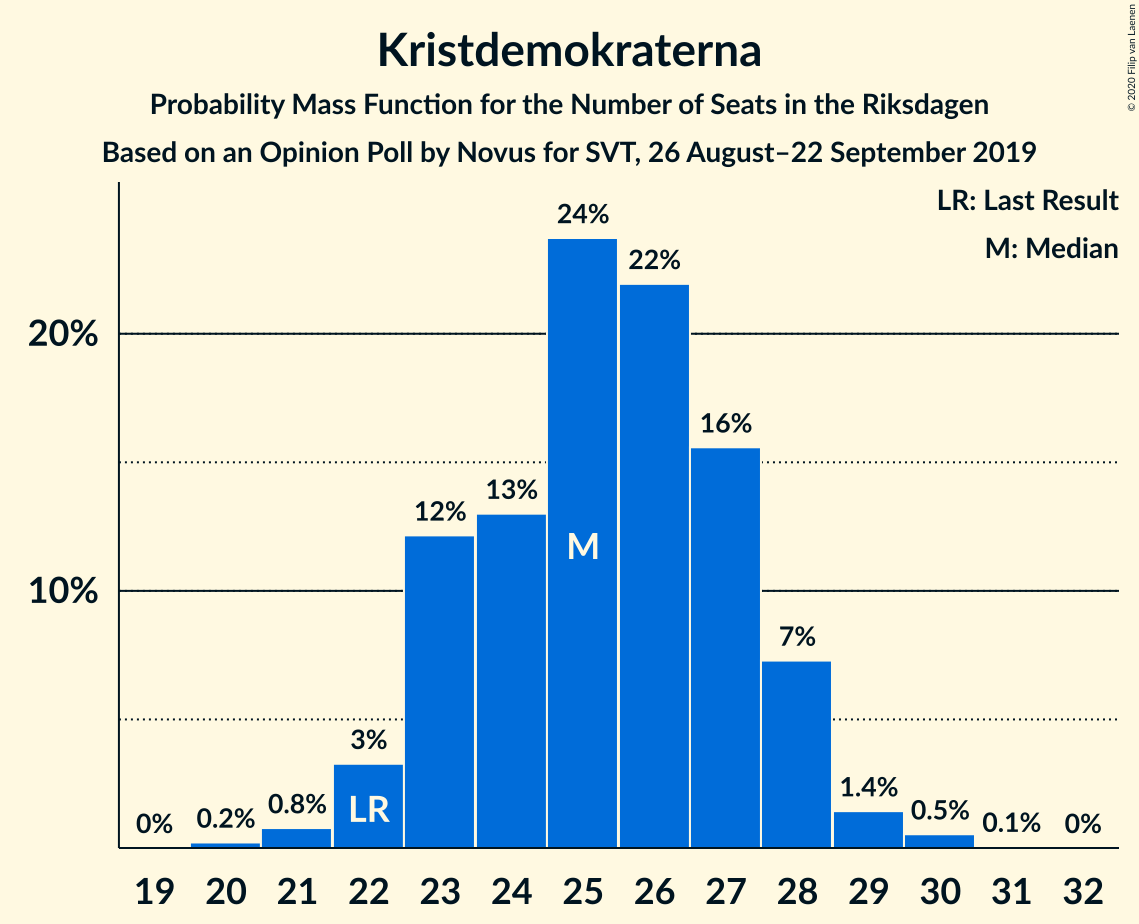 Kristdemokraterna
Probability Mass Function for the Number of Seats in the Riksdagen
Based on an Opinion Poll by Novus for SVT, 26 August–22 September 2019
© 2020 Filip van Laenen
LR: Last Result
M: Median
20%
10%
0%
0.2%
0.8%
3%
12%
13%
24%
22%
16%
7%
1.4%
0.5%
0.1%
0%
LR
M
19 20 21 22 23 24 25 26 27 28 29 30 31 32